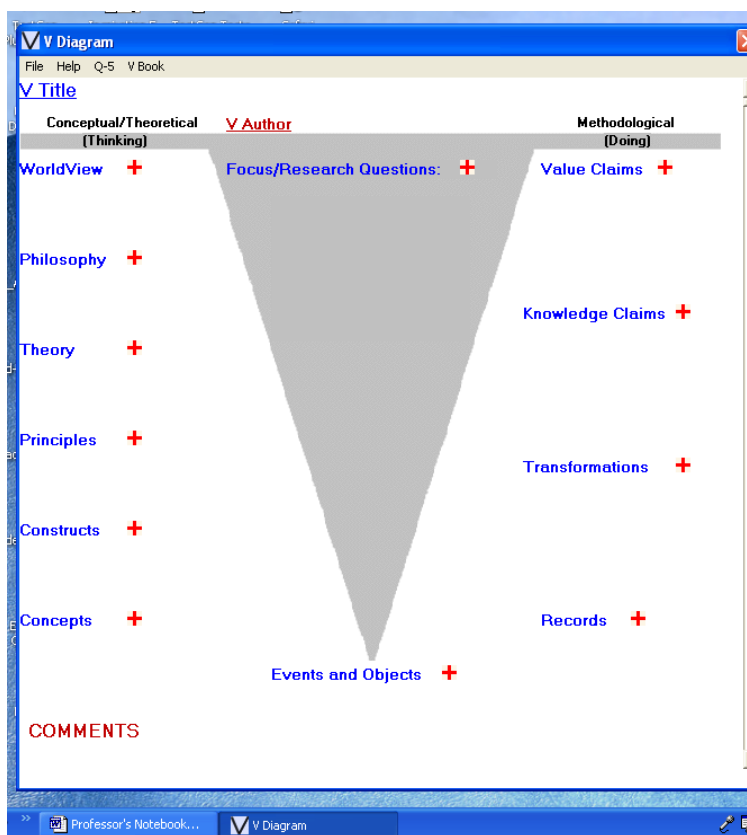 V Diagram
File Help Q-5 V Book
V Title
Conceptual/Theoretical
(Thinking)
V Author
Methodological
(Doing)
WorldView +
Focus/Research Questions: +
Value Claims +
Philosophy +
Knowledge Claims +
Theory +
Principles +
Transformations +
Constructs +
Concepts +
Records +
Events and Objects +
COMMENTS
» Professor's Notebook... V Diagram